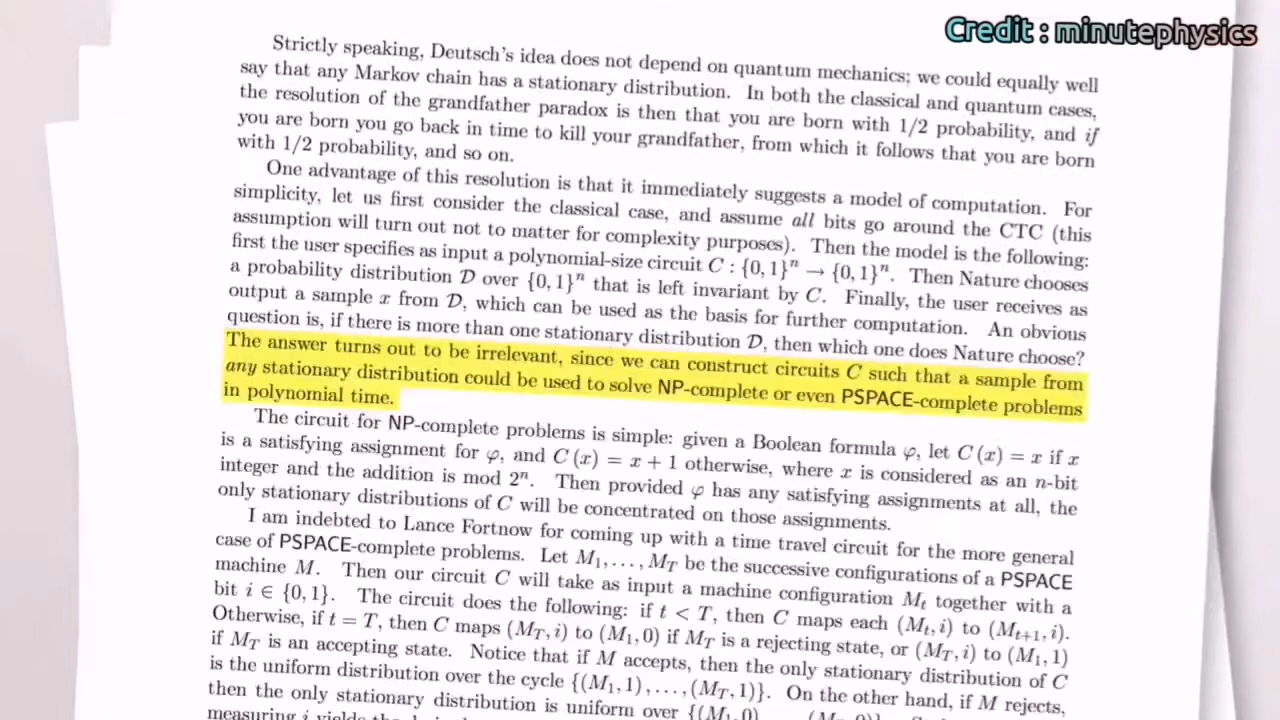 Credit : minutephysics
Strictly speaking, Deutsch's idea does not depend on quantum mechanics; we could equally well
say that any Markov chain has a stationary distribution. In both the classical and quantum cases,
the resolution of the grandfather paradox is then that you are born with 1/2 probability, and if
you are born you go back in time to kill your grandfather, from which it follows that you are born
with 1/2 probability, and so on.
One advantage of this resolution is that it immediately suggests a model of computation. For
simplicity, let us first consider the classical case, and assume all bits go around the CTC (this
assumption will turn out not to matter for complexity purposes). Then the model is the following:
first the user specifies as input a polynomial-size circuit C : {0, 1}ⁿ → {0, 1}ⁿ. Then Nature chooses
a probability distribution D over {0, 1}ⁿ that is left invariant by C. Finally, the user receives as
output a sample x from D, which can be used as the basis for further computation. An obvious
question is, if there is more than one stationary distribution D, then which one does Nature choose?
The answer turns out to be irrelevant, since we can construct circuits C such that a sample from
any stationary distribution could be used to solve NP-complete or even PSPACE-complete problems
in polynomial time.
The circuit for NP-complete problems is simple: given a Boolean formula φ, let C (x) = x if x
is a satisfying assignment for φ, and C (x) = x + 1 otherwise, where x is considered as an n-bit
integer and the addition is mod 2ⁿ. Then provided φ has any satisfying assignments at all, the
only stationary distributions of C will be concentrated on those assignments.
I am indebted to Lance Fortnow for coming up with a time travel circuit for the more general
case of PSPACE-complete problems. Let M₁, . . . , M_T be the successive configurations of a PSPACE
machine M. Then our circuit C will take as input a machine configuration M_t together with a
bit i ∈ {0, 1}. The circuit does the following: if t < T, then C maps each (M_t, i) to (M_{t+1}, i).
Otherwise, if t = T, then C maps (M_T, i) to (M₁, 0) if M_T is a rejecting state, or (M_T, i) to (M₁, 1)
if M_T is an accepting state. Notice that if M accepts, then the only stationary distribution of C
is the uniform distribution over the cycle {(M₁, 1) , . . . , (M_T, 1)}. On the other hand, if M rejects,
then the only stationary distribution is uniform over {(M₁, 0)
measuring i yields